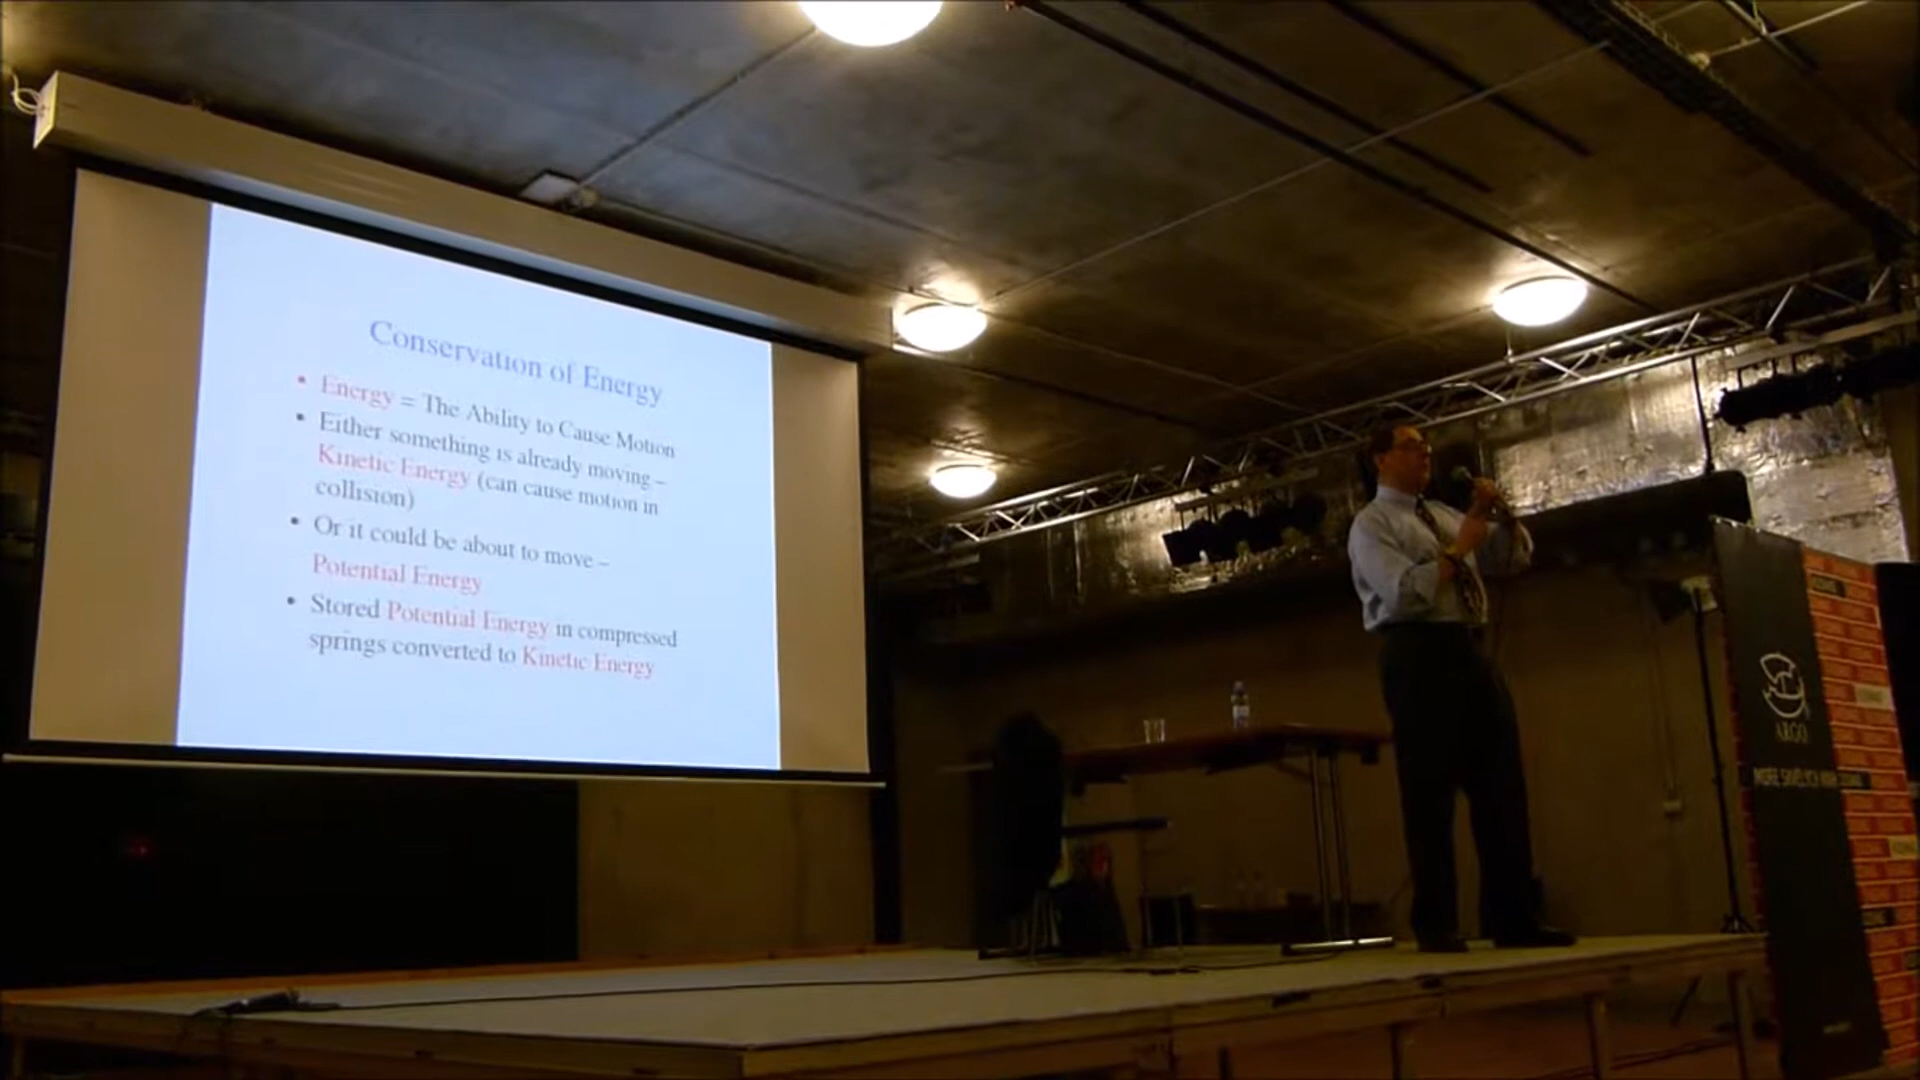 Conservation of Energy
• Energy = The Ability to Cause Motion
• Either something is already moving –
Kinetic Energy (can cause motion in
collision)
• Or it could be about to move –
Potential Energy
• Stored Potential Energy in compressed
springs converted to Kinetic Energy
ARGO